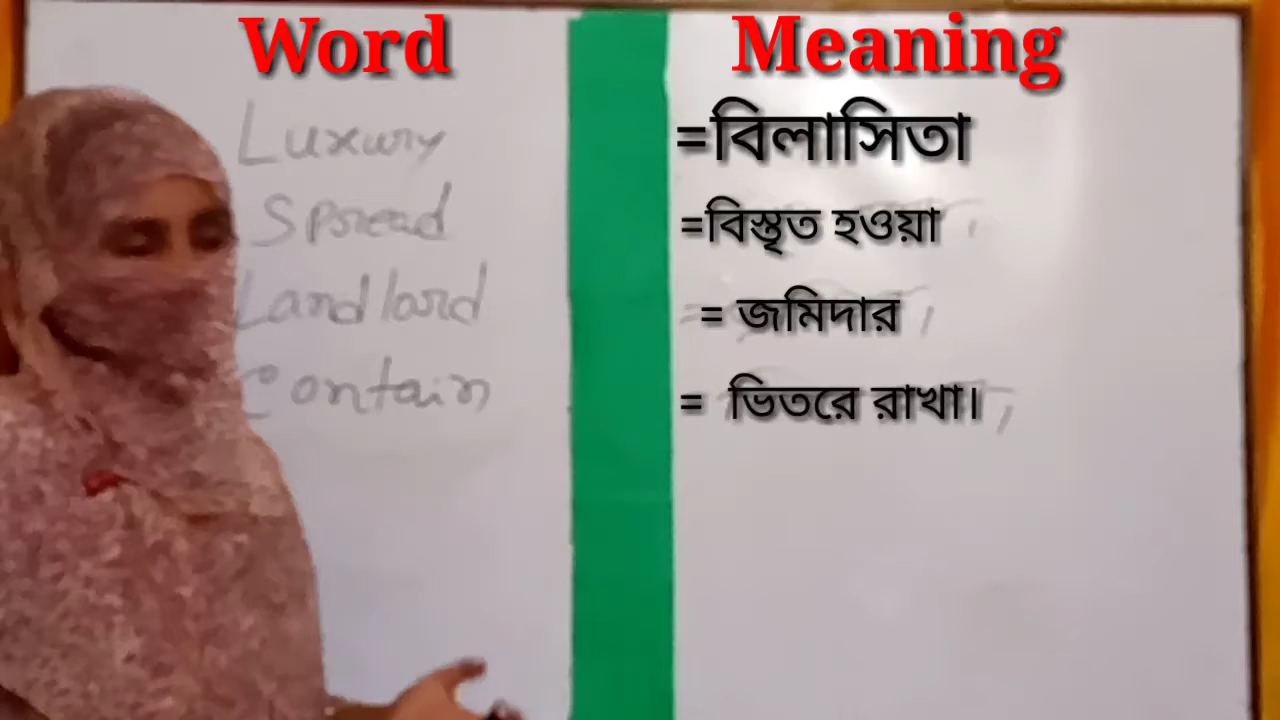 Word Meaning
Luxury =বিলাসিতা
Spread =বিস্তৃত হওয়া
Landlord = জমিদার
Contain = ভিতরে রাখা।